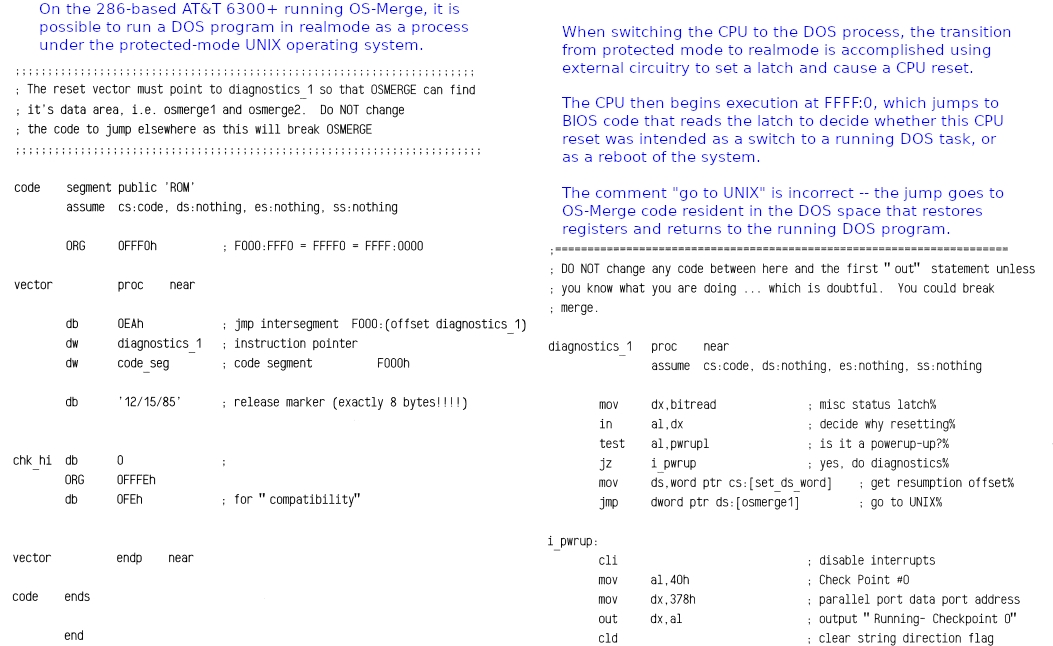 On the 286-based AT&T 6300+ running OS-Merge, it is
possible to run a DOS program in realmode as a process
under the protected-mode UNIX operating system.
;;;;;;;;;;;;;;;;;;;;;;;;;;;;;;;;;;;;;;;;;;;;;;;;;;;;;;;;;;;;;;;;;;;;;;;
; The reset vector must point to diagnostics_1 so that OSMERGE can find
; it's data area, i.e. osmerge1 and osmerge2.  Do NOT change
; the code to jump elsewhere as this will break OSMERGE
;;;;;;;;;;;;;;;;;;;;;;;;;;;;;;;;;;;;;;;;;;;;;;;;;;;;;;;;;;;;;;;;;;;;;;;;
code    segment public 'ROM'
        assume  cs:code, ds:nothing, es:nothing, ss:nothing
        ORG     0FFF0h          ; F000:FFF0 = FFFF0 = FFFF:0000
vector          proc    near
        db      0EAh            ; jmp intersegment  F000:(offset diagnostics_1)
        dw      diagnostics_1   ; instruction pointer
        dw      code_seg        ; code segment          F000h
        db      '12/15/85'      ; release marker (exactly 8 bytes!!!!)
chk_hi  db      0               ;
        ORG     0FFFEh
        db      0FEh            ; for "compatibility"
vector          endp    near
code    ends
        end
When switching the CPU to the DOS process, the transition
from protected mode to realmode is accomplished using
external circuitry to set a latch and cause a CPU reset.
The CPU then begins execution at FFFF:0, which jumps to
BIOS code that reads the latch to decide whether this CPU
reset was intended as a switch to a running DOS task, or
as a reboot of the system.
The comment "go to UNIX" is incorrect -- the jump goes to
OS-Merge code resident in the DOS space that restores
registers and returns to the running DOS program.
;======================================================================
; DO NOT change any code between here and the first "out"  statement unless
; you know what you are doing ... which is doubtful.  You could break
; merge.
diagnostics_1   proc    near
                assume  cs:code, ds:nothing, es:nothing, ss:nothing
        mov     dx,bitread              ; misc status latch%
        in      al,dx                   ; decide why resetting%
        test    al,pwrupl               ; is it a powerup-up?%
        jz      i_pwrup                 ; yes, do diagnostics%
        mov     ds,word ptr cs:[set_ds_word]    ; get resumption offset%
        jmp     dword ptr ds:[osmerge1]         ; go to UNIX%
i_pwrup:
        cli                             ; disable interrupts
        mov     al,40h                  ; Check Point #0
        mov     dx,378h                 ; parallel port data port address
        out     dx,al                   ; output "Running- Checkpoint 0"
        cld                             ; clear string direction flag